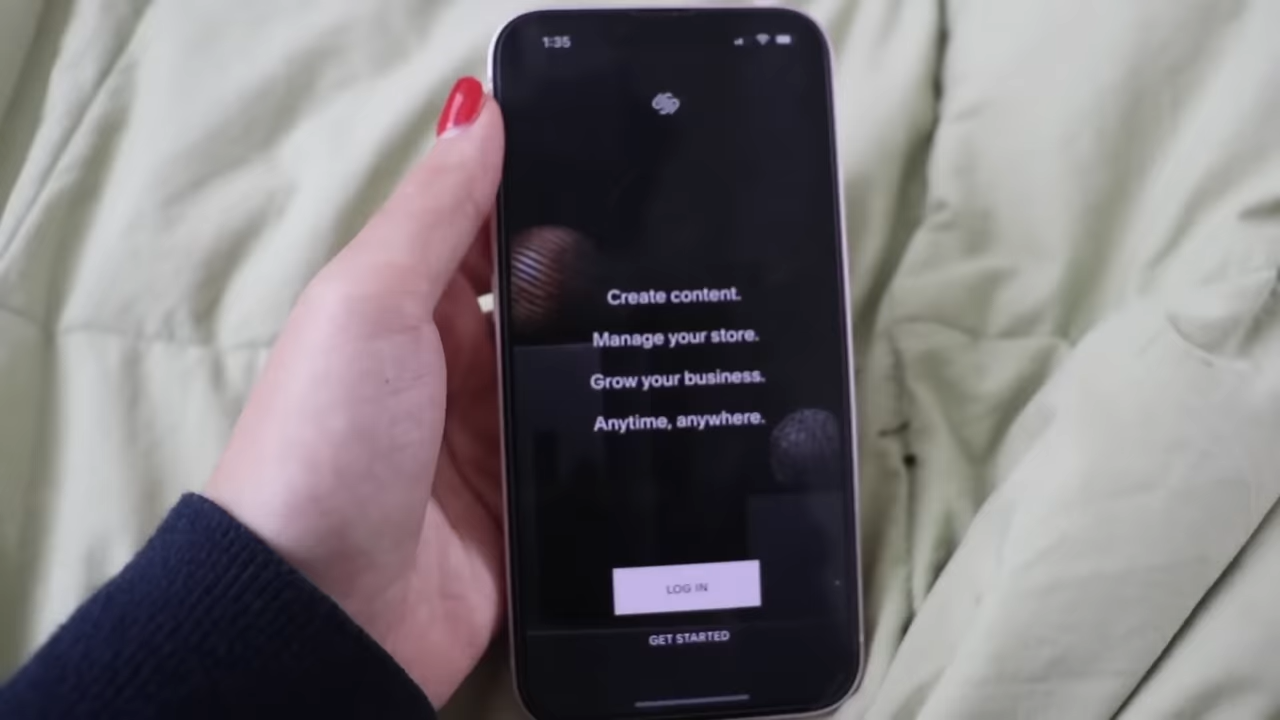 1:35
Create content.
Manage your store.
Grow your business.
Anytime, anywhere.
LOG IN
GET STARTED